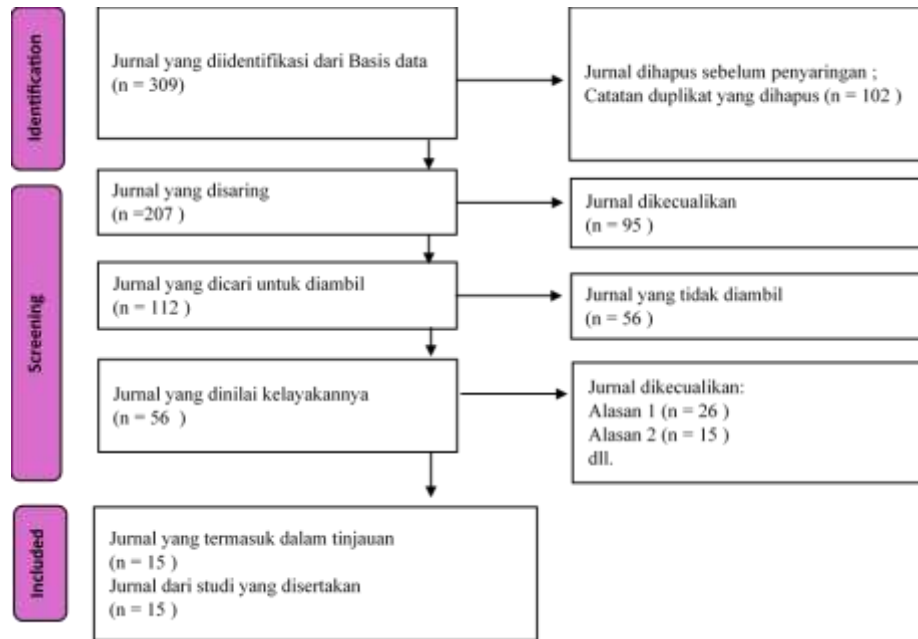 Identification
Jurnal yang diidentifikasi dari Basis data
(n = 309)
Jurnal dihapus sebelum penyaringan ;
Catatan duplikat yang dihapus (n = 102 )
Screening
Jurnal yang disaring
(n =207 )
Jurnal dikecualikan
(n = 95 )
Jurnal yang dicari untuk diambil
(n = 112 )
Jurnal yang tidak diambil
(n = 56 )
Jurnal yang dinilai kelayakannya
(n = 56 )
Jurnal dikecualikan:
Alasan 1 (n = 26 )
Alasan 2 (n = 15 )
dll.
Included
Jurnal yang termasuk dalam tinjauan
(n = 15 )
Jurnal dari studi yang disertakan
(n = 15 )